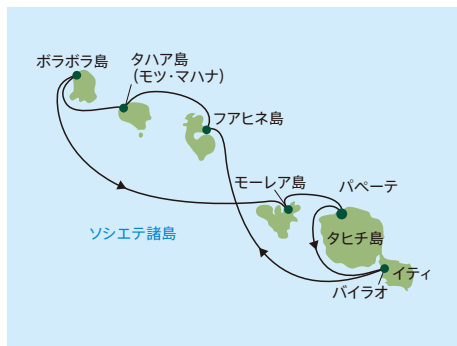 ボラボラ島
タハア島
(モツ・マハナ)
フアヒネ島
モーレア島
パペーテ
ソシエテ諸島
タヒチ島
イティ
バイラオ